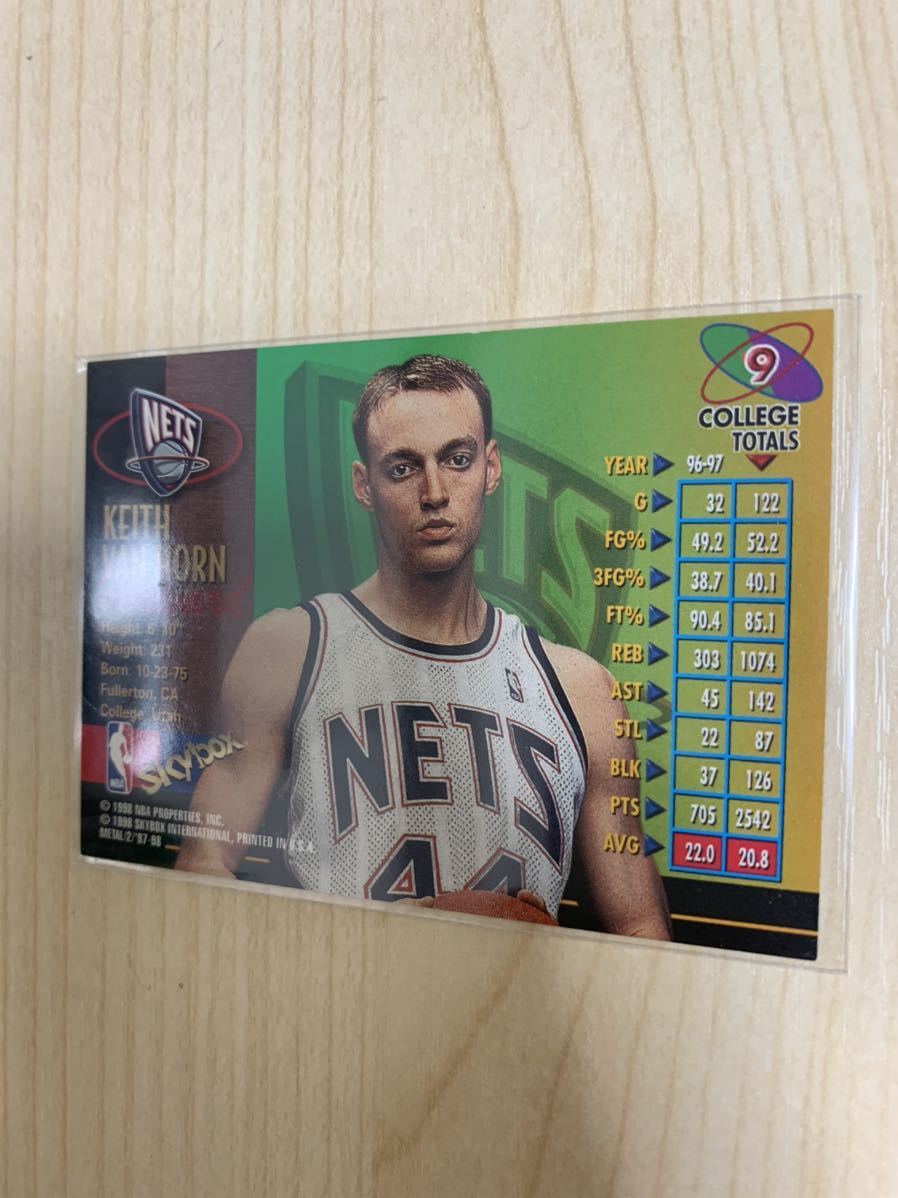 NETS
KEITH
VAN HORN
Height: 6'10"
Weight: 231
Born: 10-23-75
Fullerton, CA
College: Utah
NBA
SKYBOX
© 1998 NBA PROPERTIES, INC.
© 1998 SKYBOX INTERNATIONAL, PRINTED IN U.S.A.
METAL/2/'97-98
NETS
NETS
44
9
COLLEGE
TOTALS
YEAR 96-97
G 32 122
FG% 49.2 52.2
3FG% 38.7 40.1
FT% 90.4 85.1
REB 303 1074
AST 45 142
STL 22 87
BLK 37 126
PTS 705 2542
AVG 22.0 20.8